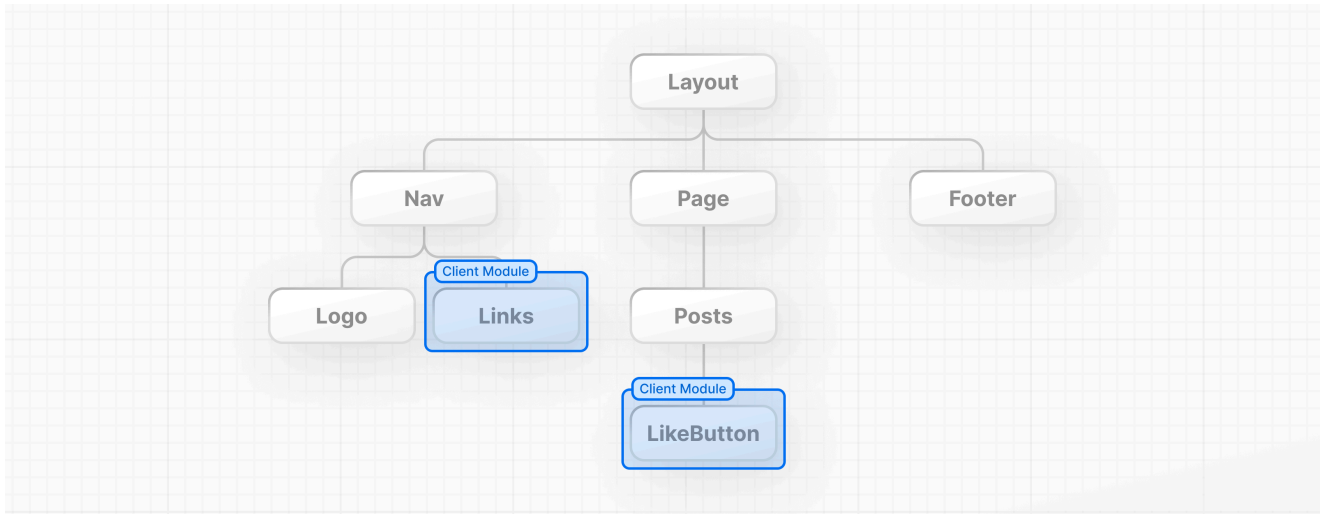 Layout
Nav
Page
Footer
Client Module
Logo
Links
Posts
Client Module
LikeButton